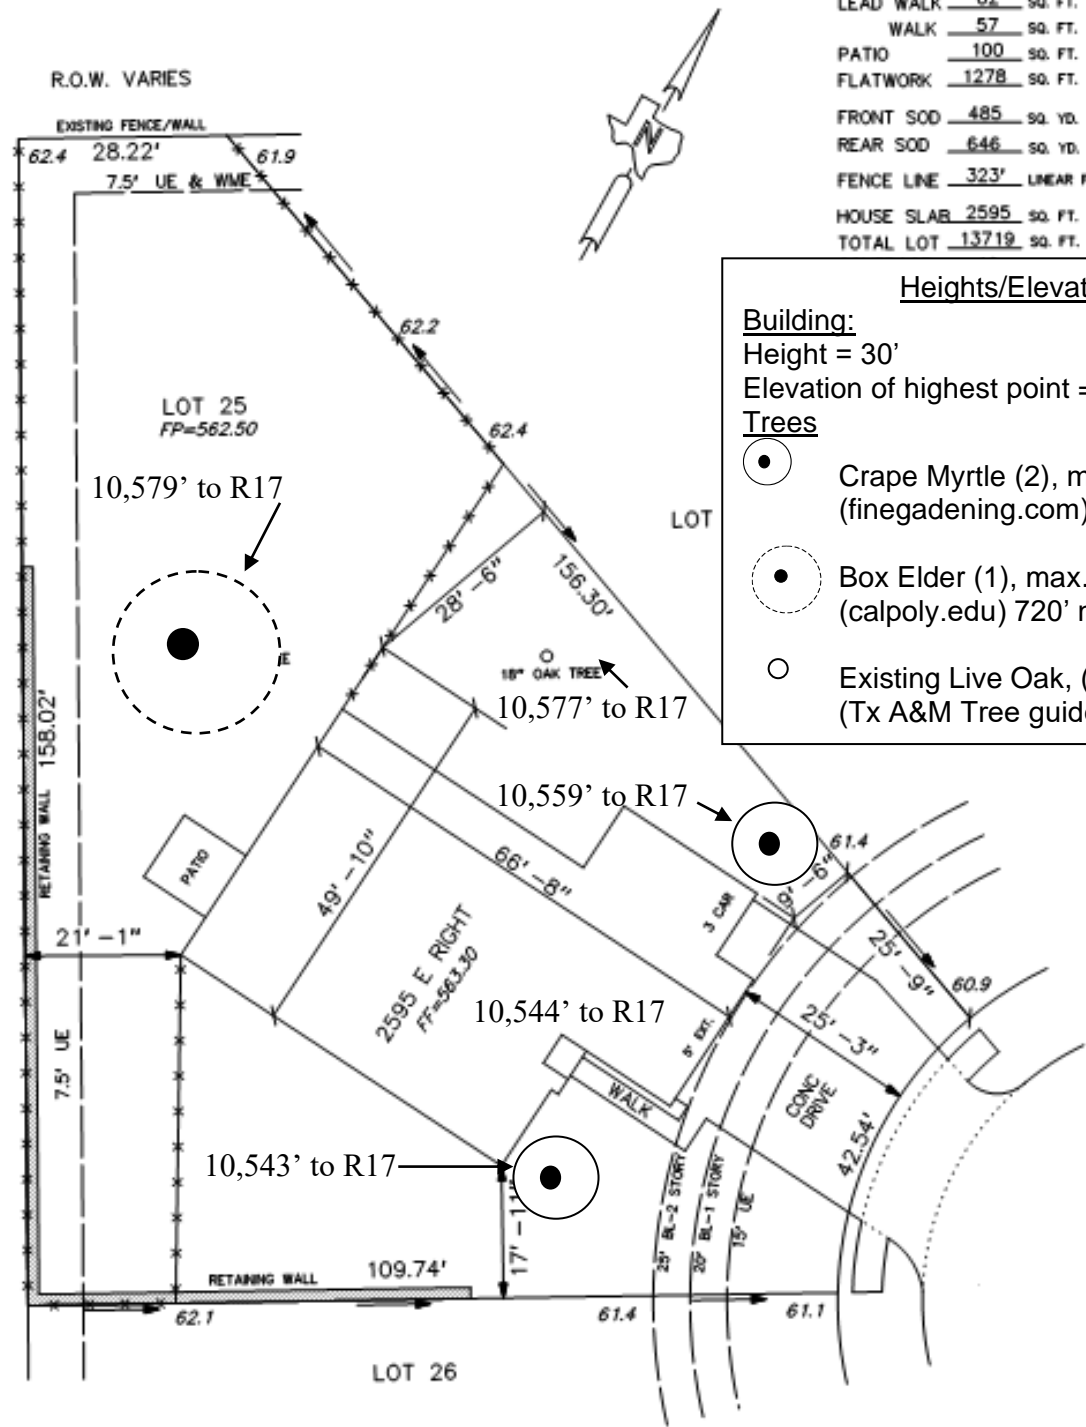 LEAD WALK 62 SQ. FT.
WALK 57 SQ. FT.
PATIO 100 SQ. FT.
FLATWORK 1278 SQ. FT.
FRONT SOD 485 SQ. YD.
REAR SOD 646 SQ. YD.
FENCE LINE 323' LINEAR F
HOUSE SLAB 2595 SQ. FT.
TOTAL LOT 13719 SQ. FT.
R.O.W. VARIES
EXISTING FENCE/WALL
62.4 28.22' 61.9
7.5' UE & WME
N
62.2
LOT 25
FP=562.50
62.4
10,579' to R17
Heights/Elevat
Building:
Height = 30'
Elevation of highest point =
Trees
Crape Myrtle (2), m
(finegadening.com)
Box Elder (1), max.
(calpoly.edu) 720' r
Existing Live Oak, (
(Tx A&M Tree guid
LOT
156.30'
28'-6"
E
18" OAK TREE
10,577' to R17
RETAINING WALL 158.02'
10,559' to R17
61.4
9'-6"
PATIO
49'-10"
66'-8"
3 CAR
21'-1"
2595 E RIGHT
FF=563.30
25'-9"
60.9
10,544' to R17
5' EXT.
25'-3"
7.5' UE
WALK
CONC
DRIVE
42.54'
10,543' to R17
17'-11"
25' BL-2 STORY
20' BL-1 STORY
15' UE
RETAINING WALL 109.74'
62.1
61.4
61.1
LOT 26